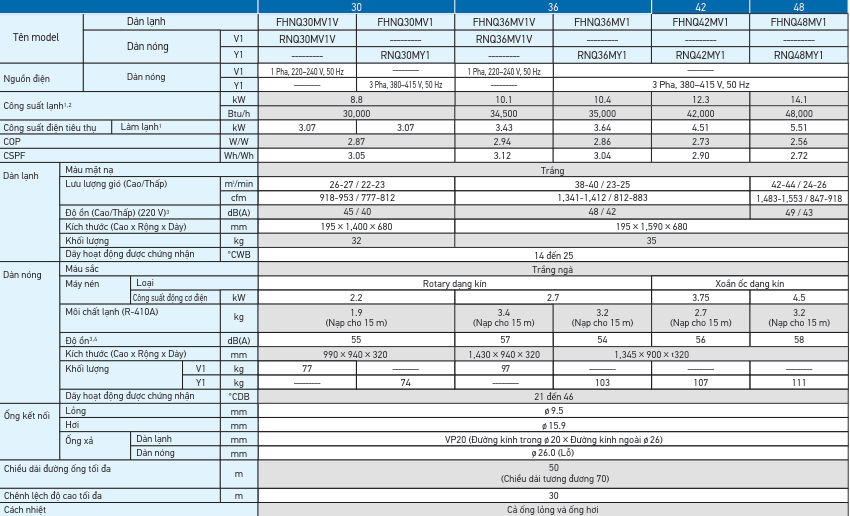 30 36 42 48
Tên model Dàn lạnh FHNQ30MV1V FHNQ30MV1 FHNQ36MV1V FHNQ36MV1 FHNQ42MV1 FHNQ48MV1
Dàn nóng V1 RNQ30MV1V --------- RNQ36MV1V --------- --------- ---------
Y1 --------- RNQ30MY1 --------- RNQ36MY1 RNQ42MY1 RNQ48MY1
Nguồn điện Dàn nóng V1 1 Pha, 220–240 V, 50 Hz --------- 1 Pha, 220–240 V, 50 Hz ---------
Y1 --------- 3 Pha, 380–415 V, 50 Hz --------- 3 Pha, 380–415 V, 50 Hz
Công suất lạnh1,2 kW 8.8 10.1 10.4 12.3 14.1
Btu/h 30,000 34,500 35,000 42,000 48,000
Công suất điện tiêu thụ Làm lạnh1 kW 3.07 3.07 3.43 3.64 4.51 5.51
COP W/W 2.87 2.94 2.86 2.73 2.56
CSPF Wh/Wh 3.05 3.12 3.04 2.90 2.72
Dàn lạnh Màu mặt nạ Trắng
Lưu lượng gió (Cao/Thấp) m³/min 26-27 / 22-23 38-40 / 23-25 42-44 / 24-26
cfm 918-953 / 777-812 1,341-1,412 / 812-883 1,483-1,553 / 847-918
Độ ồn (Cao/Thấp) (220 V)3 dB(A) 45 / 40 48 / 42 49 / 43
Kích thước (Cao x Rộng x Dày) mm 195 × 1,400 × 680 195 × 1,590 × 680
Khối lượng kg 32 35
Dãy hoạt động được chứng nhận °CWB 14 đến 25
Dàn nóng Màu sắc Trắng ngà
Máy nén Loại Rotary dạng kín Xoắn ốc dạng kín
Công suất động cơ điện kW 2.2 2.7 3.75 4.5
Môi chất lạnh (R-410A) kg 1.9 3.4 3.2 2.7 3.2
(Nạp cho 15 m) (Nạp cho 15 m) (Nạp cho 15 m) (Nạp cho 15 m) (Nạp cho 15 m)
Độ ồn3,4 dB(A) 55 57 54 56 58
Kích thước (Cao x Rộng x Dày) mm 990 × 940 × 320 1,430 × 940 × 320 1,345 × 900 × 320
Khối lượng V1 kg 77 --------- 97 --------- --------- ---------
Y1 kg --------- 74 --------- 103 107 111
Dãy hoạt động được chứng nhận °CDB 21 đến 46
Ống kết nối Lỏng mm ø 9.5
Hơi mm ø 15.9
Ống xả Dàn lạnh mm VP20 (Đường kính trong ø 20 × Đường kính ngoài ø 26)
Dàn nóng mm ø 26.0 (Lỗ)
Chiều dài đường ống tối đa m 50
(Chiều dài tương đương 70)
Chênh lệch độ cao tối đa m 30
Cách nhiệt Cả ống lỏng và ống hơi